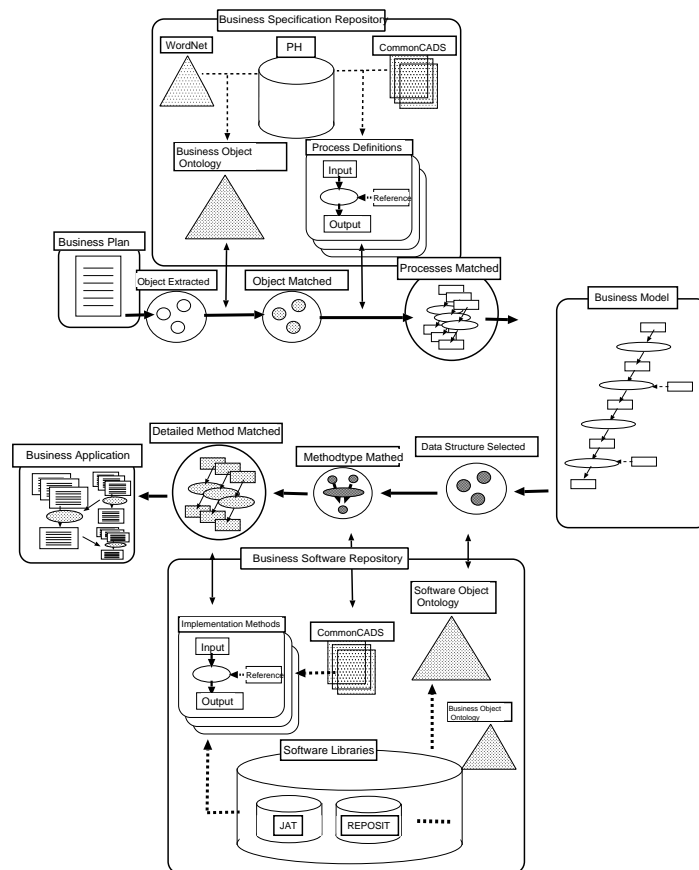 Business Specification Repository
WordNet
PH
CommonCADS
Business Object
Ontology
Process Definitions
Input
Reference
Output
Business Plan
Object Extracted
Object Matched
Processes Matched
Business Model
Detailed Method Matched
Business Application
Methodtype Mathed
Data Structure Selected
Business Software Repository
Software Object
Ontology
Implementation Methods
Input
Reference
Output
CommonCADS
Business Object
Ontology
Software Libraries
JAT
REPOSIT